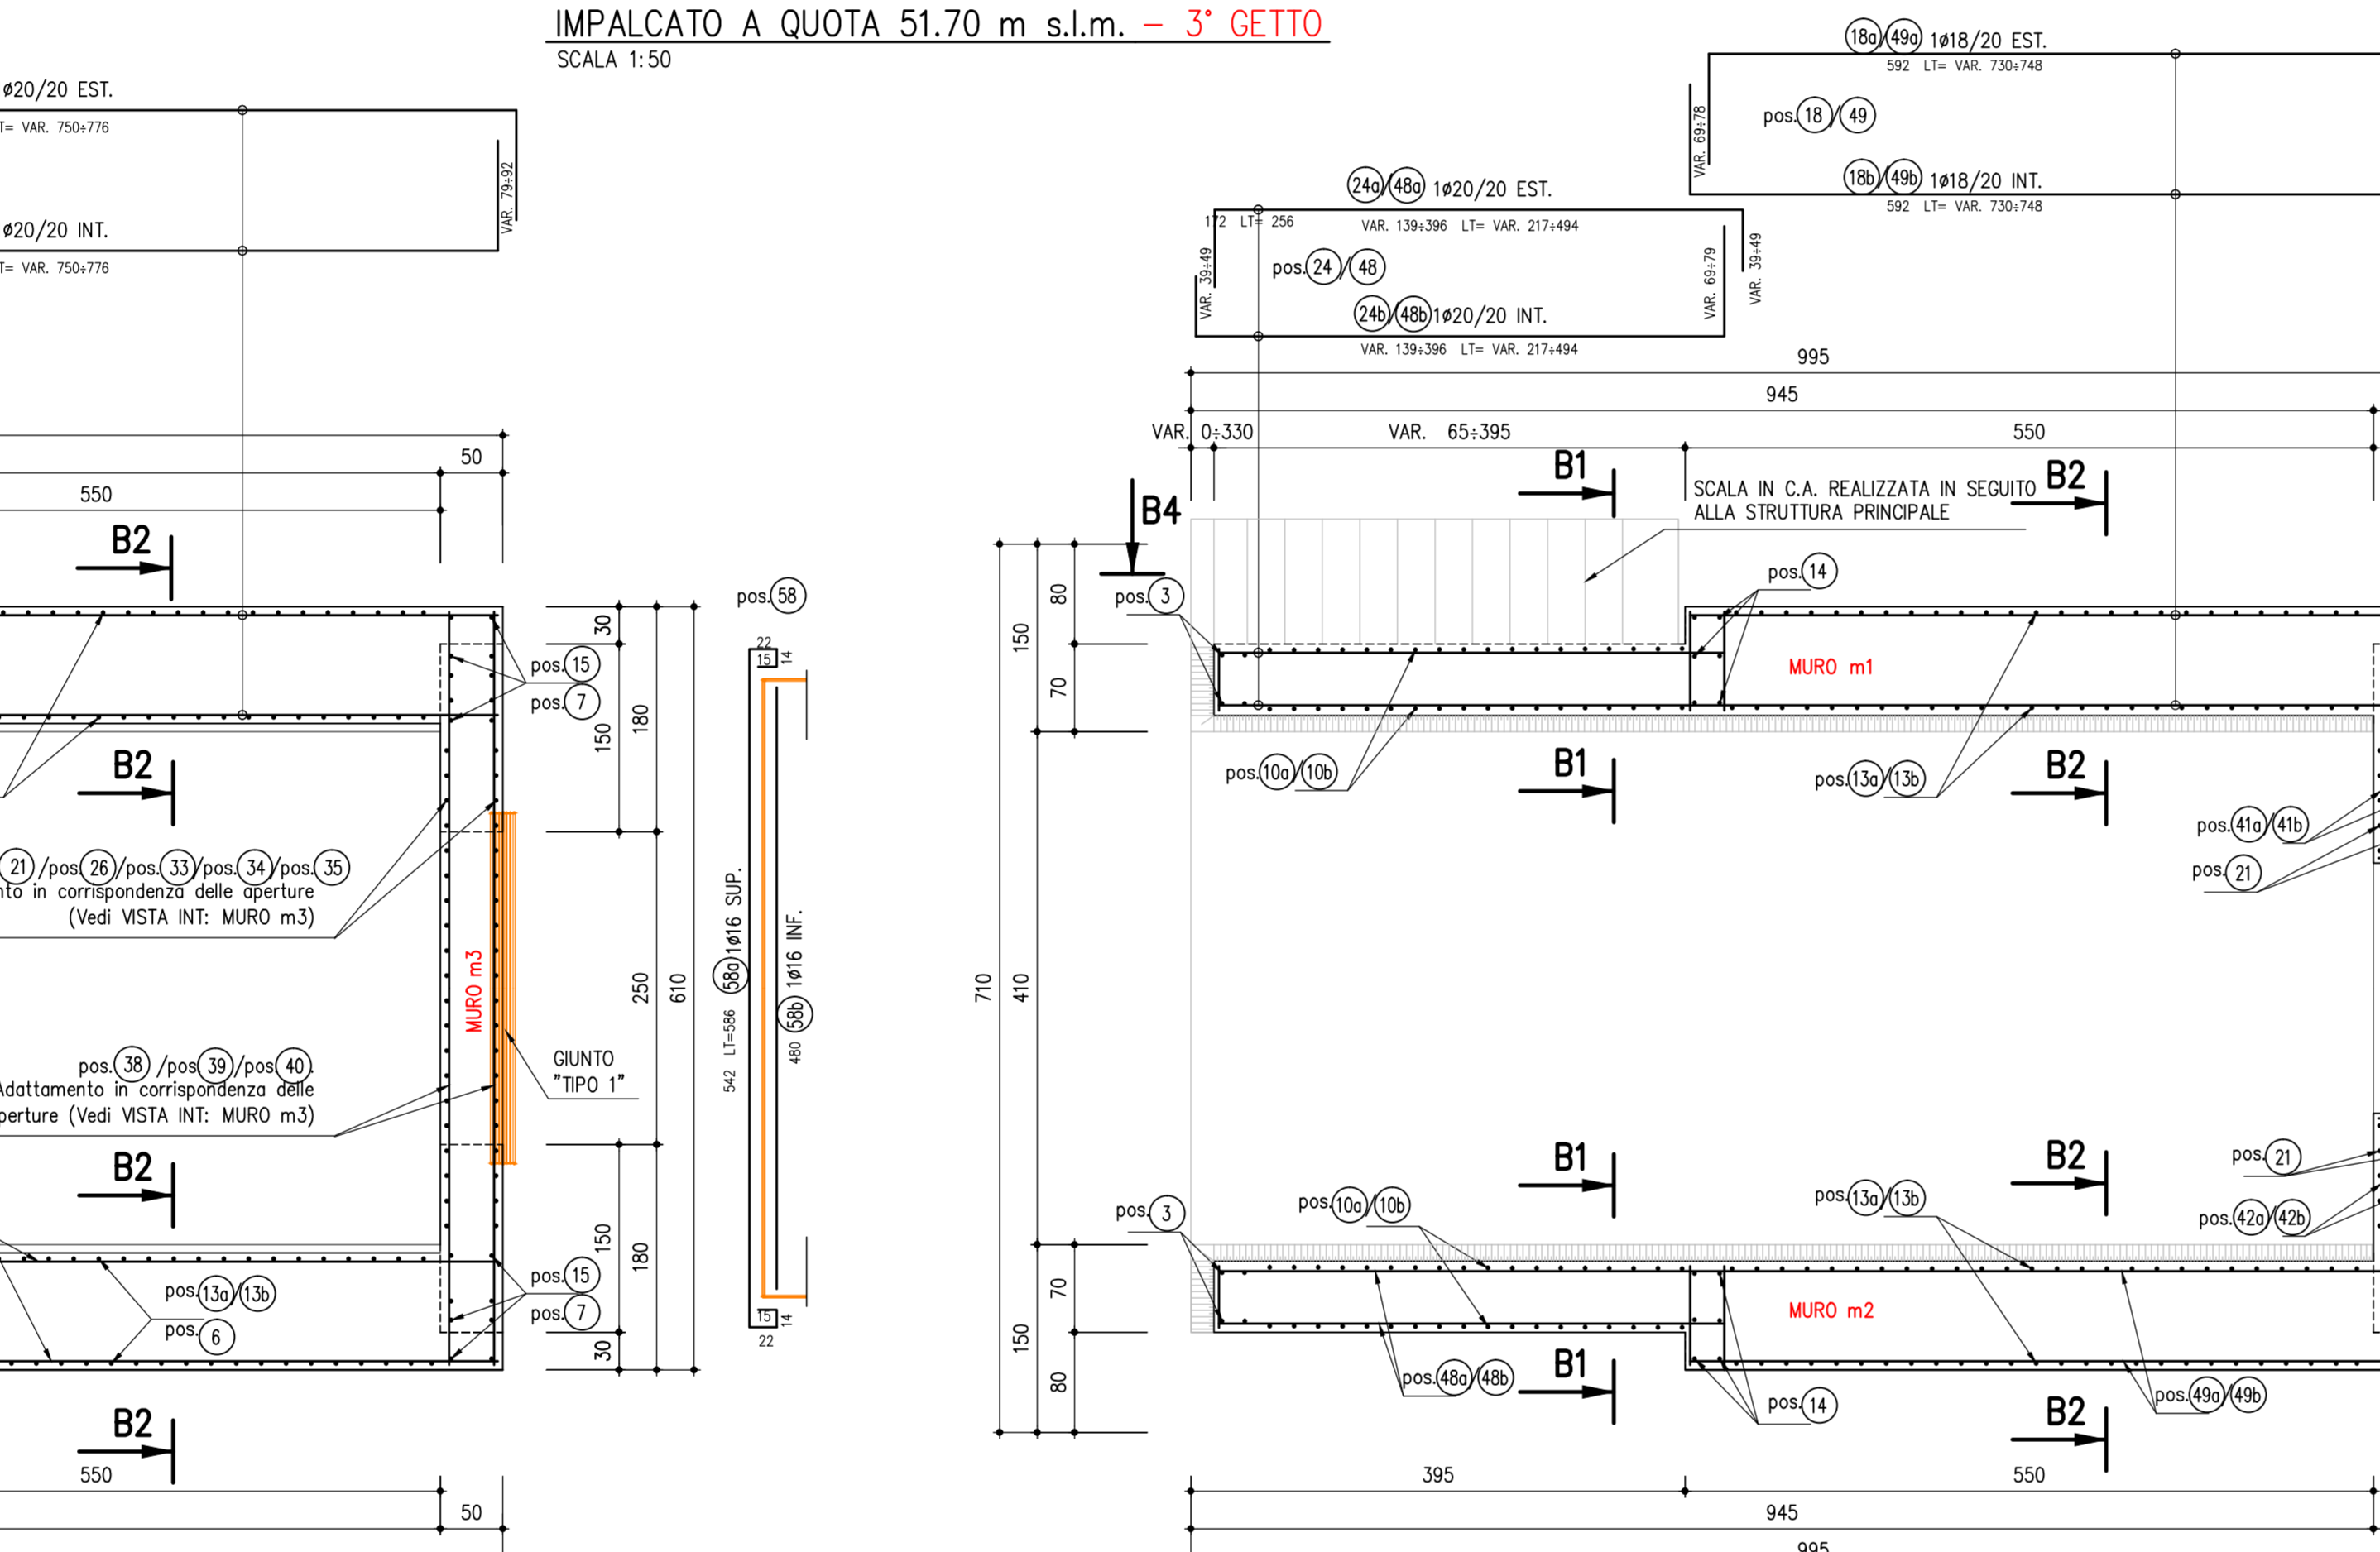 IMPALCATO A QUOTA 51.70 m s.l.m. – 3° GETTO
SCALA 1:50
ø20/20 EST.
T= VAR. 750÷776
VAR. 79÷92
ø20/20 INT.
T= VAR. 750÷776
18a/49a 1ø18/20 EST.
592 LT= VAR. 730÷748
VAR. 69÷78
pos. 18/49
18b/49b 1ø18/20 INT.
592 LT= VAR. 730÷748
24a/48a 1ø20/20 EST.
172 LT= 256
VAR. 139÷396 LT= VAR. 217÷494
VAR. 39÷49
pos. 24/48
VAR. 69÷79
VAR. 39÷49
24b/48b 1ø20/20 INT.
VAR. 139÷396 LT= VAR. 217÷494
50
550
B2
30
pos. 15
pos. 7
150
180
B2
21 /pos. 26/pos. 33/pos. 34/pos. 35
nto in corrispondenza delle aperture
(Vedi VISTA INT: MURO m3)
MURO m3
250
610
pos. 38 /pos. 39/pos. 40.
Adattamento in corrispondenza delle
perture (Vedi VISTA INT: MURO m3)
GIUNTO
"TIPO 1"
B2
150
180
pos. 15
pos. 7
pos. 13a/13b
pos. 6
30
B2
550
50
pos. 58
22
15
14
542 LT=586 58a 1ø16 SUP.
480 58b 1ø16 INF.
15
14
22
995
945
VAR. 0÷330
VAR. 65÷395
550
B1
B2
SCALA IN C.A. REALIZZATA IN SEGUITO
ALLA STRUTTURA PRINCIPALE
B4
80
pos. 3
pos. 14
150
70
MURO m1
pos. 10a/10b
B1
pos. 13a/13b
B2
pos. 41a/41b
pos. 21
710
410
B1
B2
pos. 21
pos. 3
pos. 10a/10b
pos. 13a/13b
pos. 42a/42b
70
150
MURO m2
80
pos. 48a/48b
B1
pos. 14
pos. 49a/49b
B2
395
550
945
995